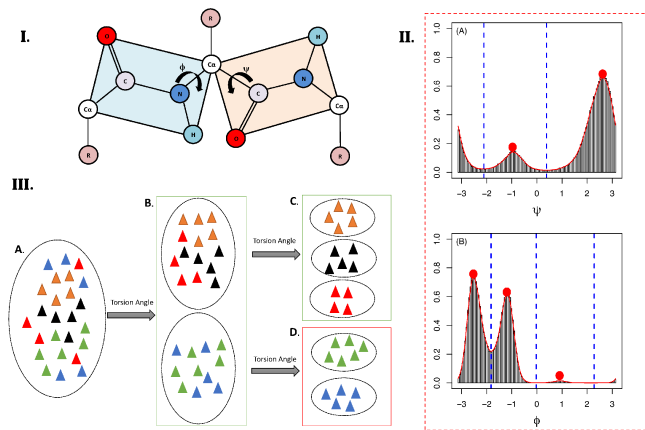 I.
R
O
H
Cα
ϕ
ψ
C
N
N
C
Cα
Cα
H
O
R
R
II.
(A)
1.0
0.8
0.6
0.4
0.2
0.0
−3 −2 −1 0 1 2 3
ψ
(B)
1.0
0.8
0.6
0.4
0.2
0.0
−3 −2 −1 0 1 2 3
ϕ
III.
A.
Torsion Angle
B.
Torsion Angle
C.
Torsion Angle
D.